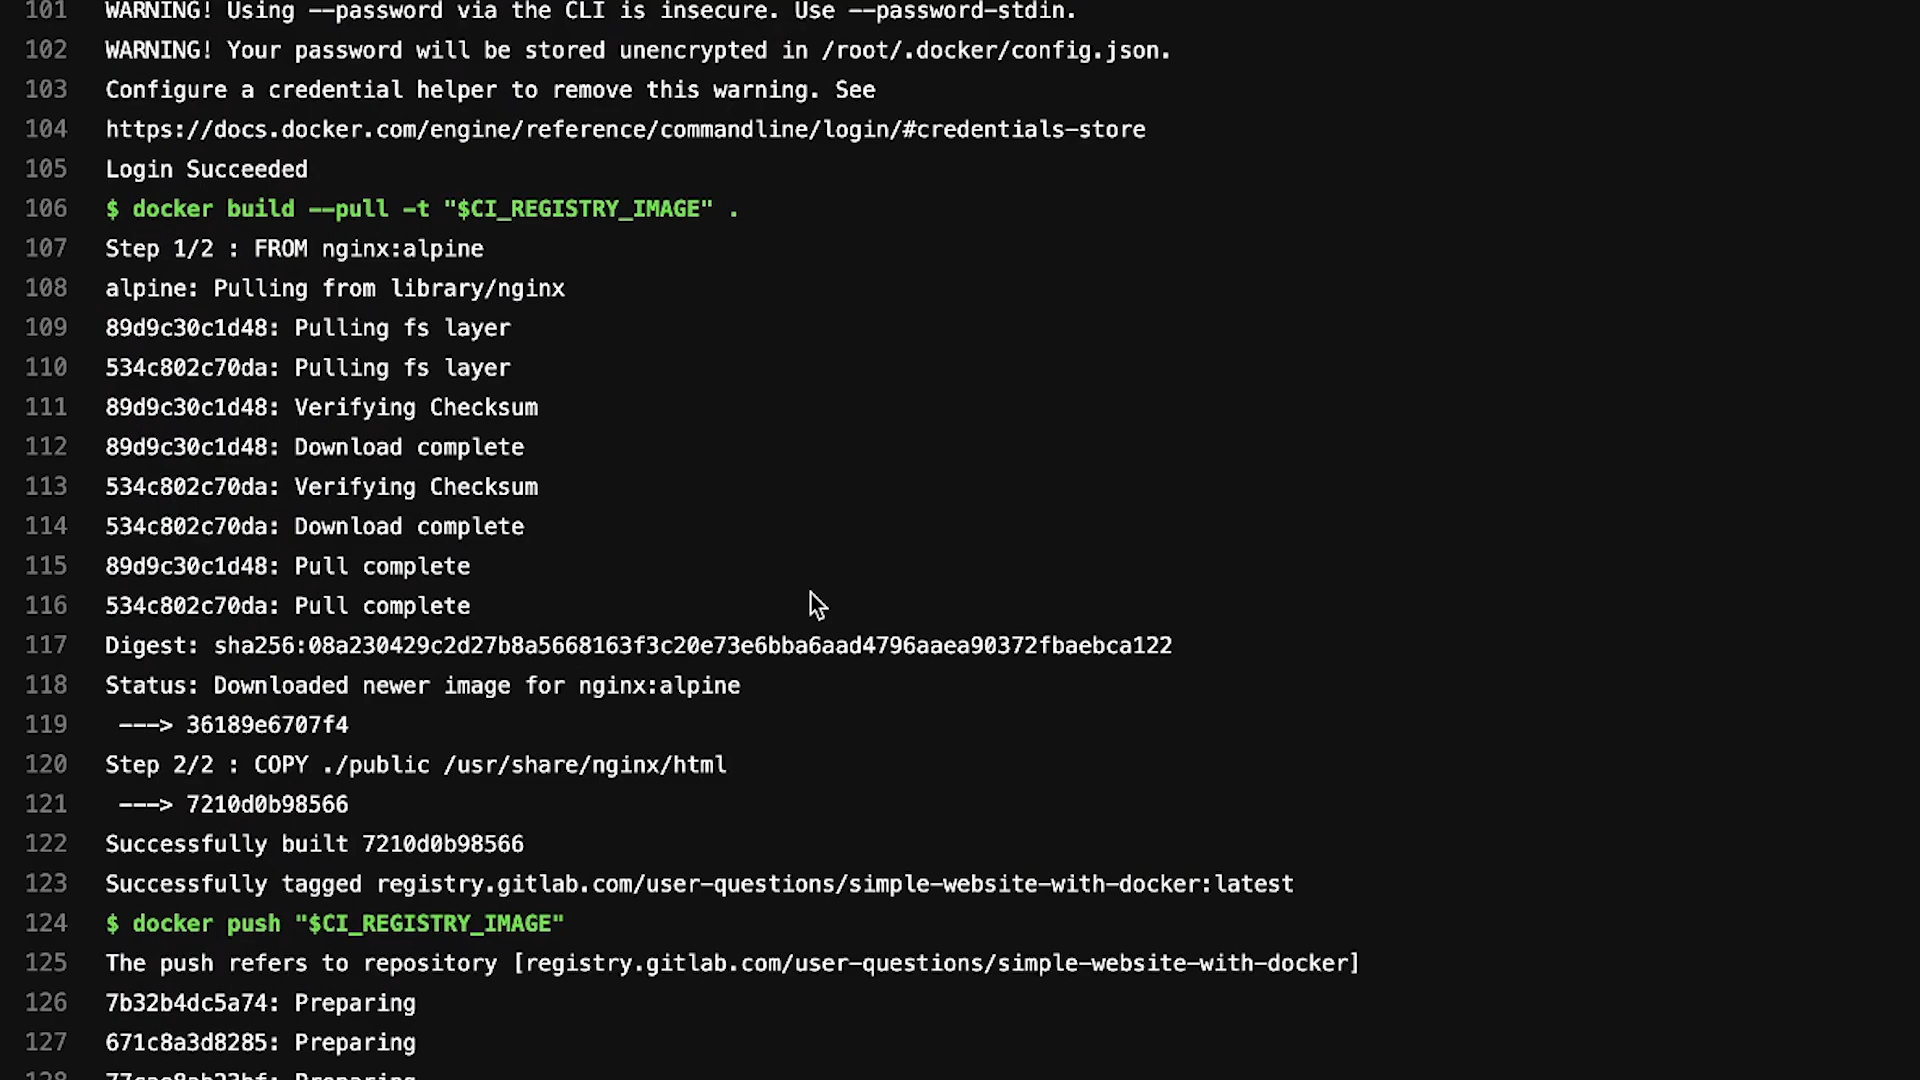 101 WARNING! Using --password via the CLI is insecure. Use --password-stdin.
102 WARNING! Your password will be stored unencrypted in /root/.docker/config.json.
103 Configure a credential helper to remove this warning. See
104 https://docs.docker.com/engine/reference/commandline/login/#credentials-store
105 Login Succeeded
106 $ docker build --pull -t "$CI_REGISTRY_IMAGE" .
107 Step 1/2 : FROM nginx:alpine
108 alpine: Pulling from library/nginx
109 89d9c30c1d48: Pulling fs layer
110 534c802c70da: Pulling fs layer
111 89d9c30c1d48: Verifying Checksum
112 89d9c30c1d48: Download complete
113 534c802c70da: Verifying Checksum
114 534c802c70da: Download complete
115 89d9c30c1d48: Pull complete
116 534c802c70da: Pull complete
117 Digest: sha256:08a230429c2d27b8a5668163f3c20e73e6bba6aad4796aaea90372fbaebca122
118 Status: Downloaded newer image for nginx:alpine
119 ---> 36189e6707f4
120 Step 2/2 : COPY ./public /usr/share/nginx/html
121 ---> 7210d0b98566
122 Successfully built 7210d0b98566
123 Successfully tagged registry.gitlab.com/user-questions/simple-website-with-docker:latest
124 $ docker push "$CI_REGISTRY_IMAGE"
125 The push refers to repository [registry.gitlab.com/user-questions/simple-website-with-docker]
126 7b32b4dc5a74: Preparing
127 671c8a3d8285: Preparing
128 Preparing